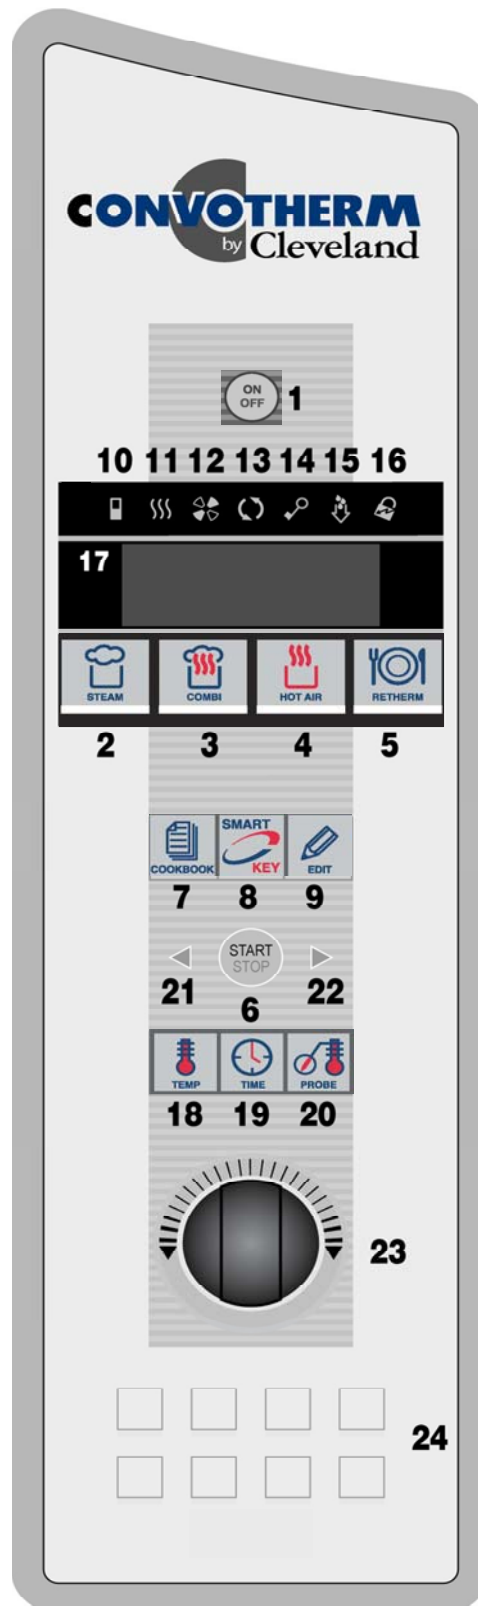 CONVOTHERM
by Cleveland
ON
OFF
1
10 11 12 13 14 15 16
17
STEAM COMBI HOT AIR RETHERM
2 3 4 5
COOKBOOK SMART KEY EDIT
7 8 9
START
STOP
21 6 22
TEMP TIME PROBE
18 19 20
23
24